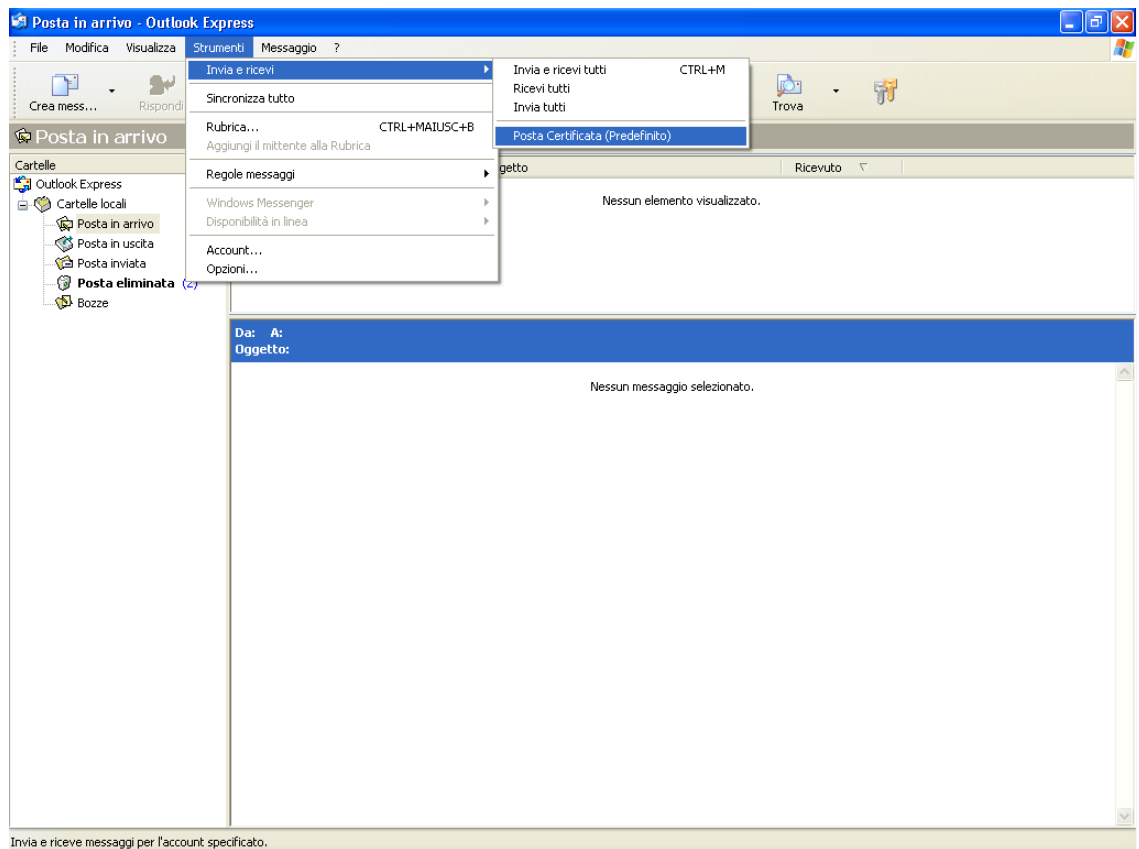 Posta in arrivo - Outlook Express
File Modifica Visualizza Strumenti Messaggio ?
Crea mess... Rispondi Trova
Invia e ricevi
Sincronizza tutto
Rubrica... CTRL+MAIUSC+B
Aggiungi il mittente alla Rubrica
Regole messaggi
Windows Messenger
Disponibilità in linea
Account...
Opzioni...
Invia e ricevi tutti CTRL+M
Ricevi tutti
Invia tutti
Posta Certificata (Predefinito)
Posta in arrivo
Cartelle
Outlook Express
Cartelle locali
Posta in arrivo
Posta in uscita
Posta inviata
Posta eliminata (2)
Bozze
getto Ricevuto
Nessun elemento visualizzato.
Da: A:
Oggetto:
Nessun messaggio selezionato.
Invia e riceve messaggi per l'account specificato.